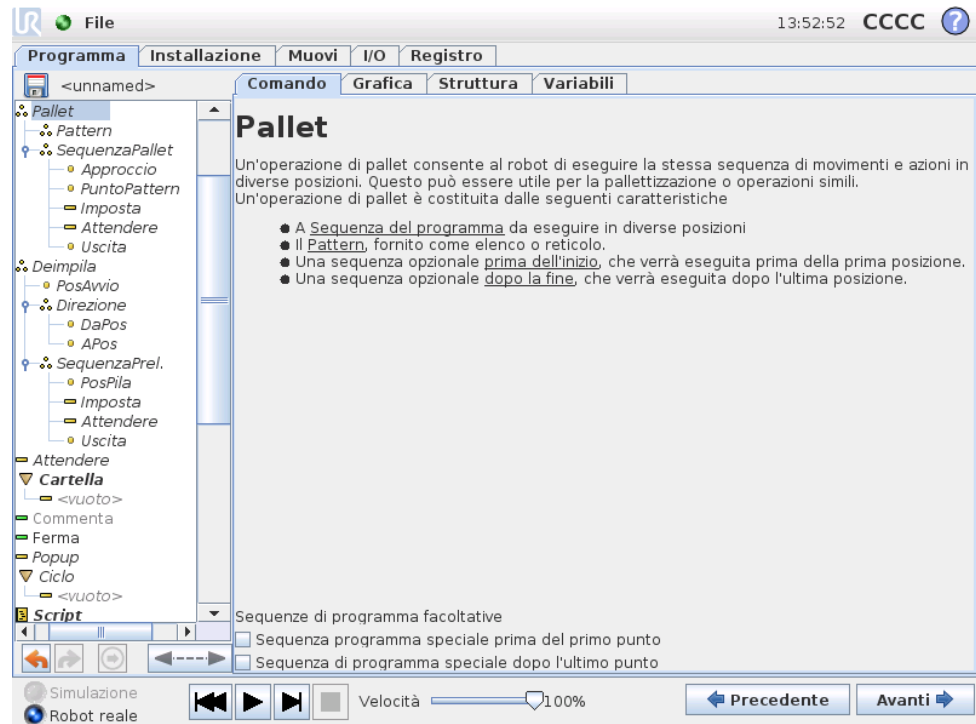 UR File 13:52:52 CCCC ?
Programma Installazione Muovi I/O Registro
<unnamed>
Comando Grafica Struttura Variabili
Pallet
Pattern
SequenzaPallet
Approccio
PuntoPattern
Imposta
Attendere
Uscita
Deimpila
PosAvvio
Direzione
DaPos
APos
SequenzaPrel.
PosPila
Imposta
Attendere
Uscita
Attendere
Cartella
<vuoto>
Commenta
Ferma
Popup
Ciclo
<vuoto>
Script
Pallet
Un'operazione di pallet consente al robot di eseguire la stessa sequenza di movimenti e azioni in
diverse posizioni. Questo può essere utile per la pallettizzazione o operazioni simili.
Un'operazione di pallet è costituita dalle seguenti caratteristiche
A Sequenza del programma da eseguire in diverse posizioni
Il Pattern, fornito come elenco o reticolo.
Una sequenza opzionale prima dell'inizio, che verrà eseguita prima della prima posizione.
Una sequenza opzionale dopo la fine, che verrà eseguita dopo l'ultima posizione.
Sequenze di programma facoltative
Sequenza programma speciale prima del primo punto
Sequenza di programma speciale dopo l'ultimo punto
Simulazione
Robot reale
Velocità 100%
Precedente Avanti